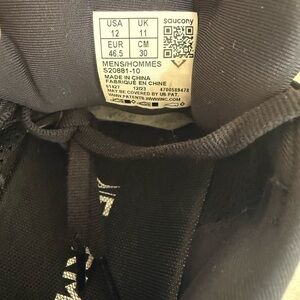 USA UK saucony
12 11
EUR CM
46.5 30
MENS/HOMMES
S20881-10
MADE IN CHINA
FABRIQUÉ EN CHINE
12/23
MAY BE COVERED BY US PAT.